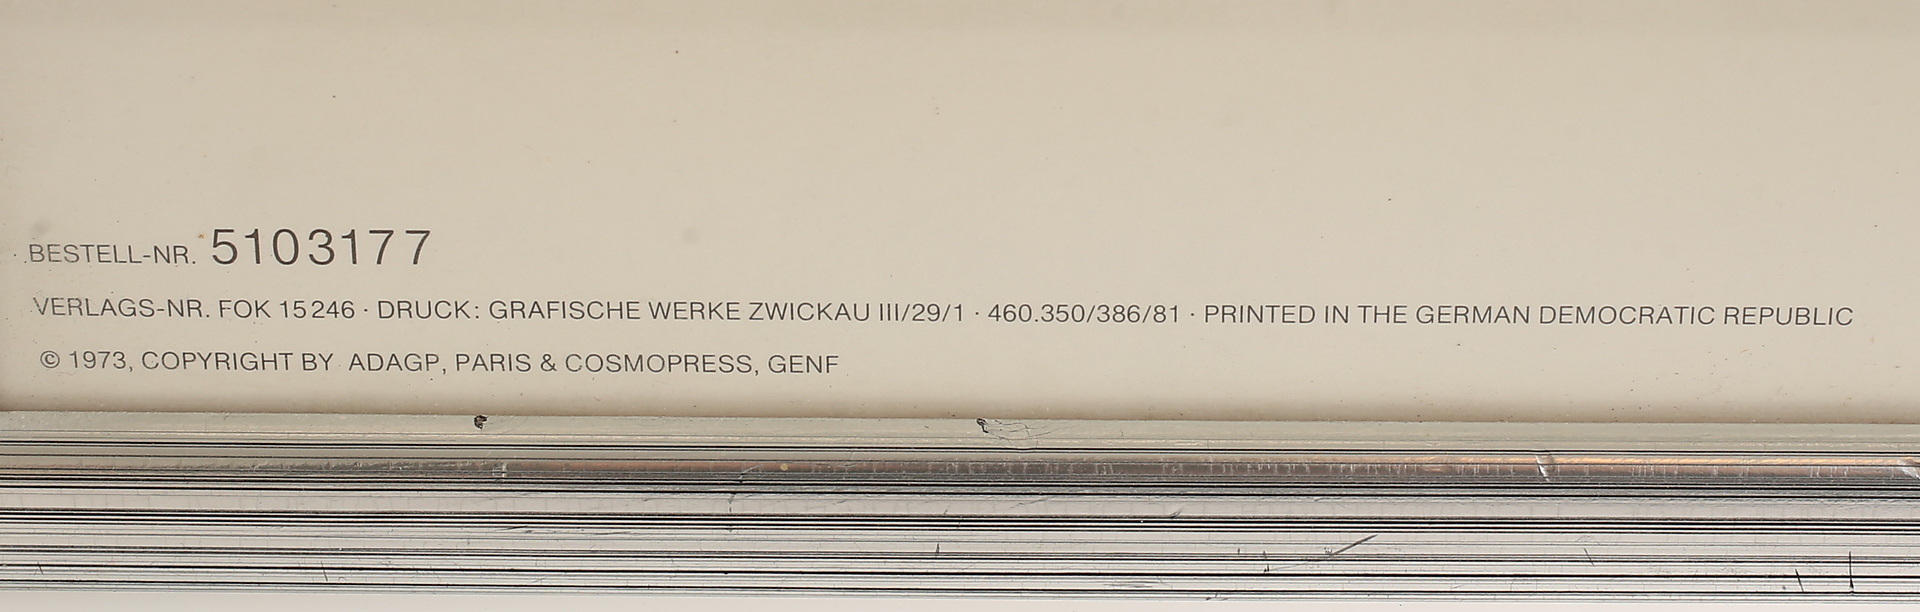 BESTELL-NR. 5103177
VERLAGS-NR. FOK 15246 · DRUCK: GRAFISCHE WERKE ZWICKAU III/29/1 · 460.350/386/81 · PRINTED IN THE GERMAN DEMOCRATIC REPUBLIC
© 1973, COPYRIGHT BY ADAGP, PARIS & COSMOPRESS, GENF